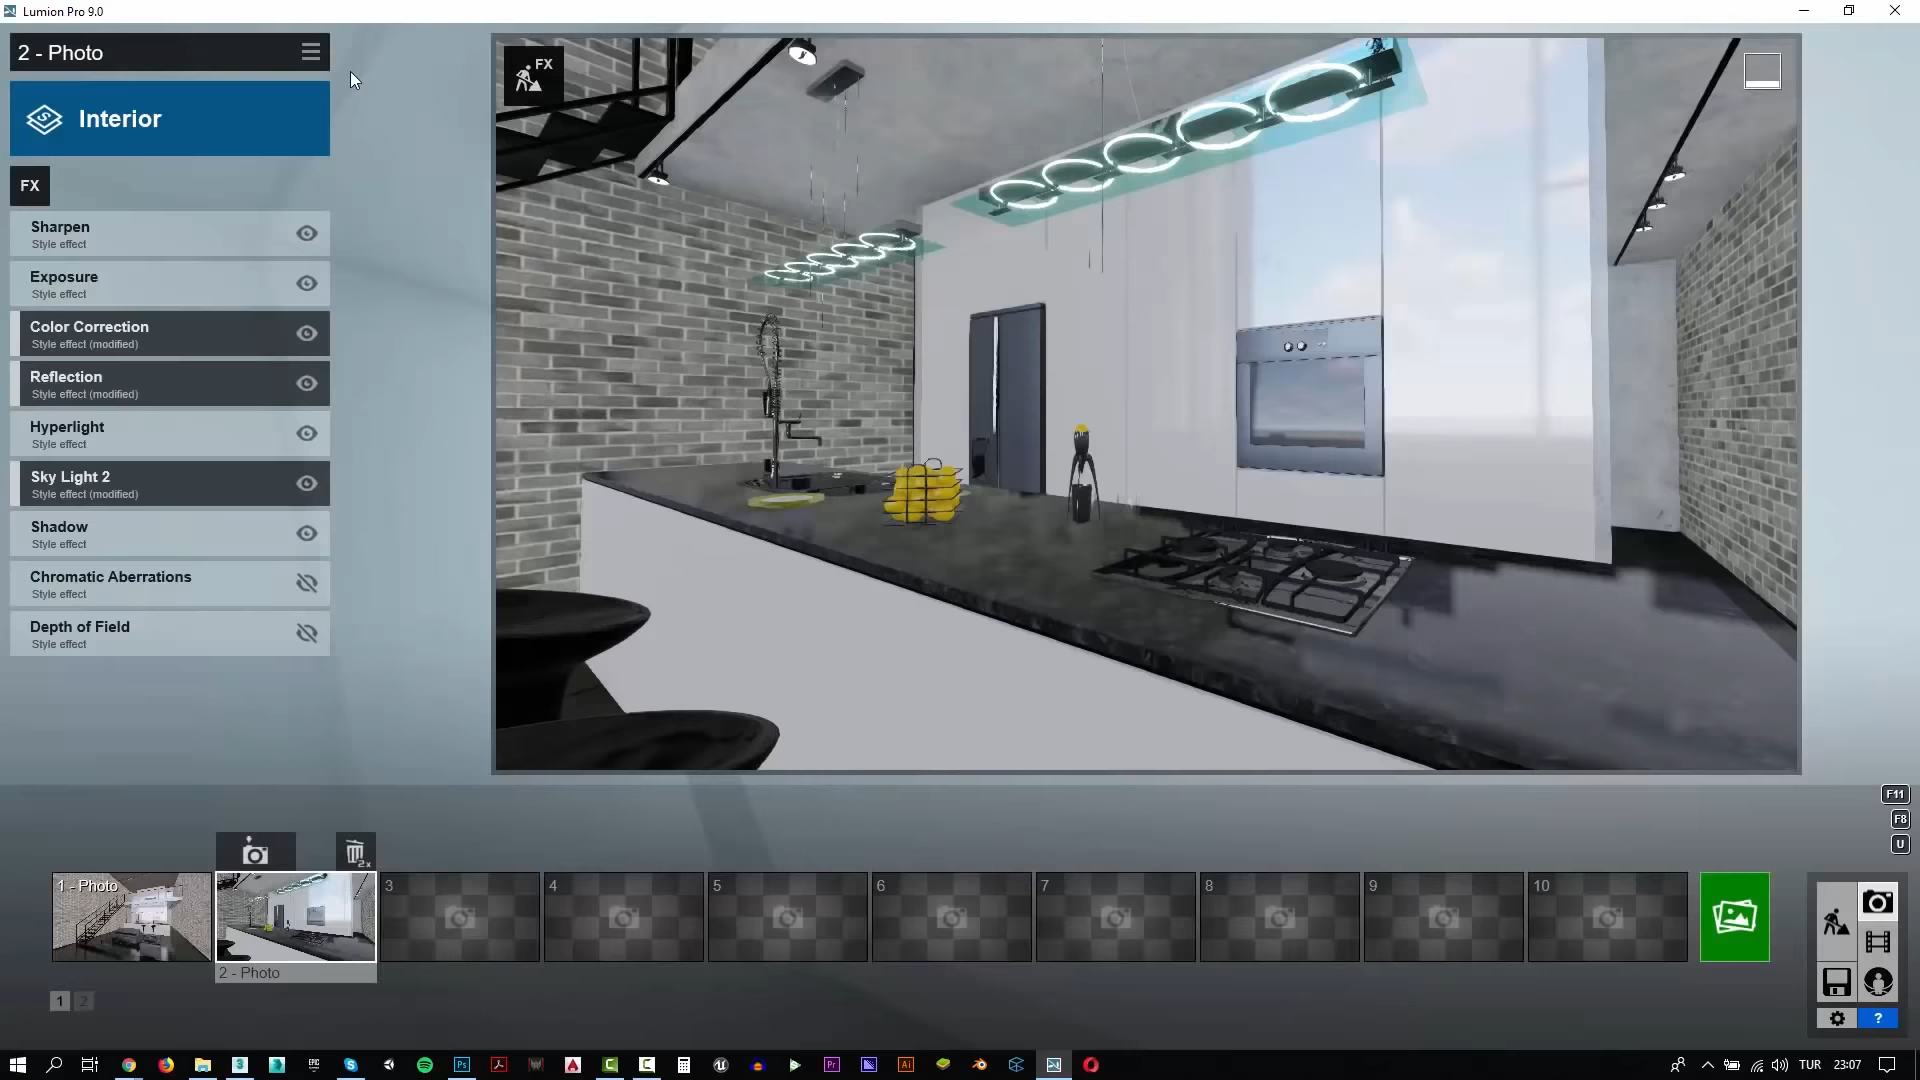 Lumion Pro 9.0
2 - Photo
Interior
FX
Sharpen
Style effect
Exposure
Style effect
Color Correction
Style effect (modified)
Reflection
Style effect (modified)
Hyperlight
Style effect
Sky Light 2
Style effect (modified)
Shadow
Style effect
Chromatic Aberrations
Style effect
Depth of Field
Style effect
FX
F11
F8
U
2x
1 - Photo
3
4
5
6
7
8
9
10
2 - Photo
1 2
?
TUR 23:07